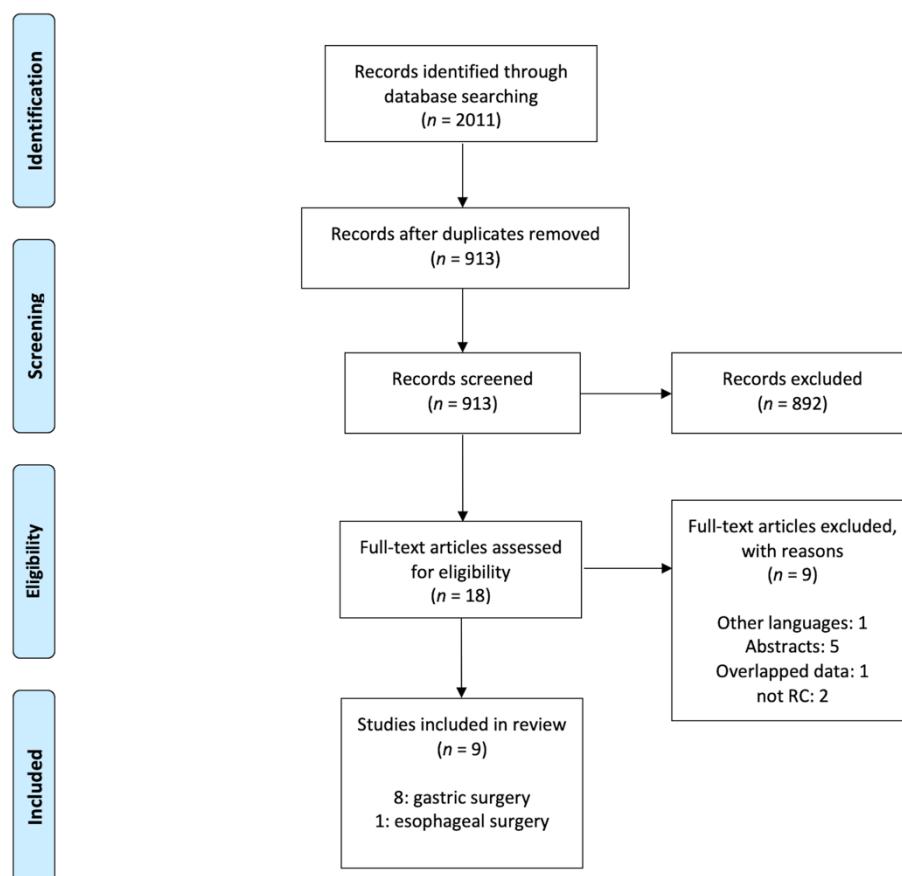 Identification
Records identified through
database searching
(n = 2011)
Records after duplicates removed
(n = 913)
Screening
Records screened
(n = 913)
Records excluded
(n = 892)
Eligibility
Full-text articles assessed
for eligibility
(n = 18)
Full-text articles excluded,
with reasons
(n = 9)
Other languages: 1
Abstracts: 5
Overlapped data: 1
not RC: 2
Included
Studies included in review
(n = 9)
8: gastric surgery
1: esophageal surgery